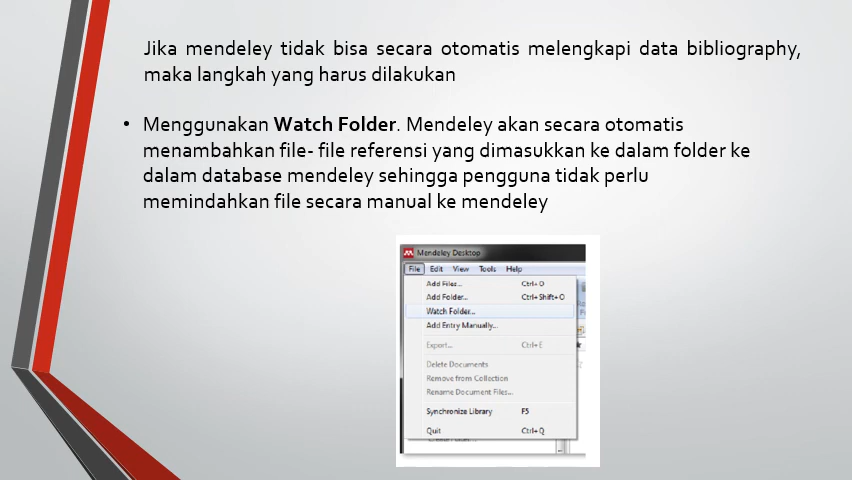 Jika mendeley tidak bisa secara otomatis melengkapi data bibliography,
maka langkah yang harus dilakukan
• Menggunakan Watch Folder. Mendeley akan secara otomatis
menambahkan file- file referensi yang dimasukkan ke dalam folder ke
dalam database mendeley sehingga pengguna tidak perlu
memindahkan file secara manual ke mendeley
Mendeley Desktop
File Edit View Tools Help
Add Files... Ctrl+O
Add Folder... Ctrl+Shift+O
Watch Folder...
Add Entry Manually...
Export... Ctrl+E
Delete Documents
Remove from Collection
Rename Document Files...
Synchronize Library F5
Quit Ctrl+Q